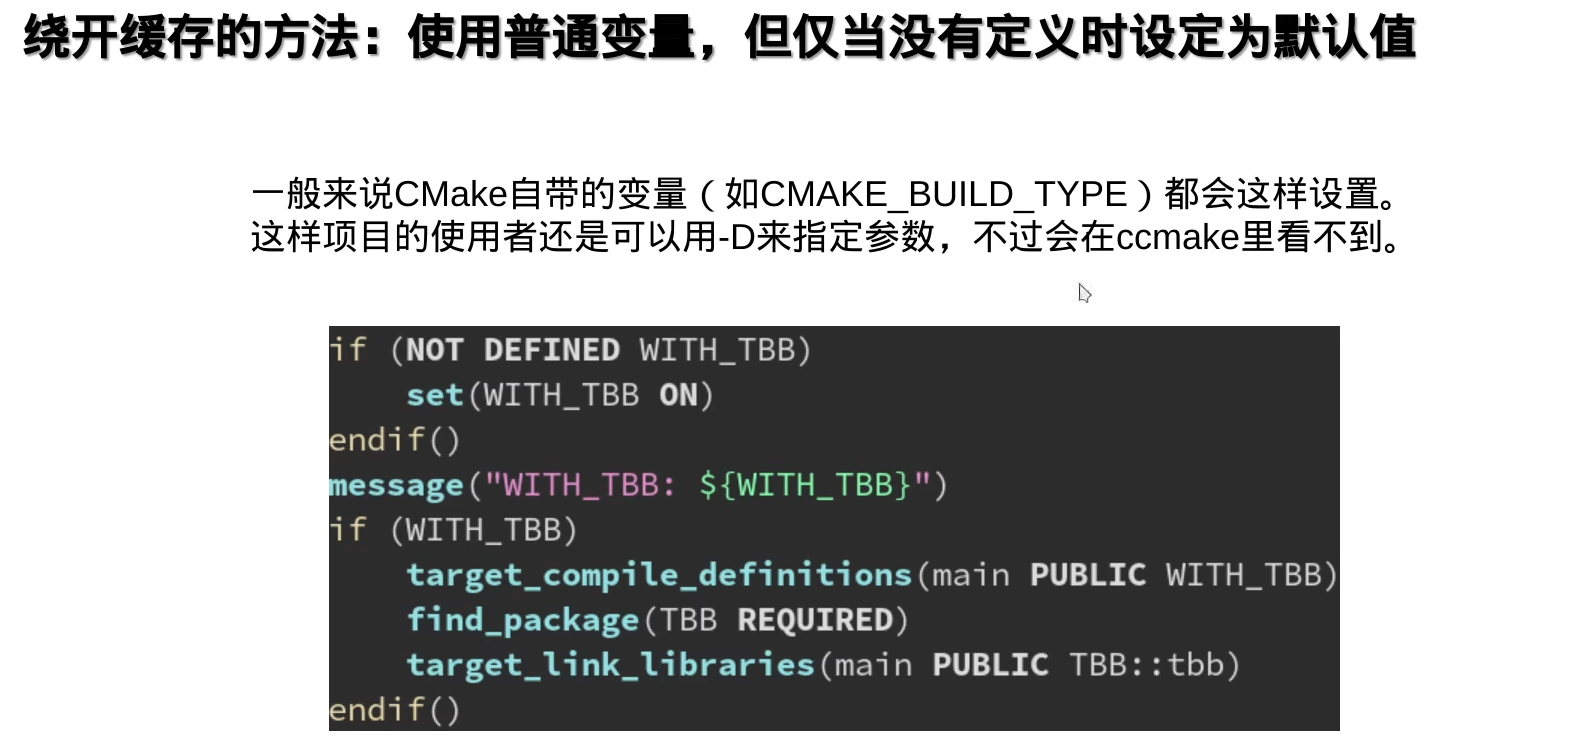 绕开缓存的方法：使用普通变量，但仅当没有定义时设定为默认值
一般来说CMake自带的变量（如CMAKE_BUILD_TYPE）都会这样设置。
这样项目的使用者还是可以用-D来指定参数，不过会在ccmake里看不到。
if (NOT DEFINED WITH_TBB)
    set(WITH_TBB ON)
endif()
message("WITH_TBB: ${WITH_TBB}")
if (WITH_TBB)
    target_compile_definitions(main PUBLIC WITH_TBB)
    find_package(TBB REQUIRED)
    target_link_libraries(main PUBLIC TBB::tbb)
endif()